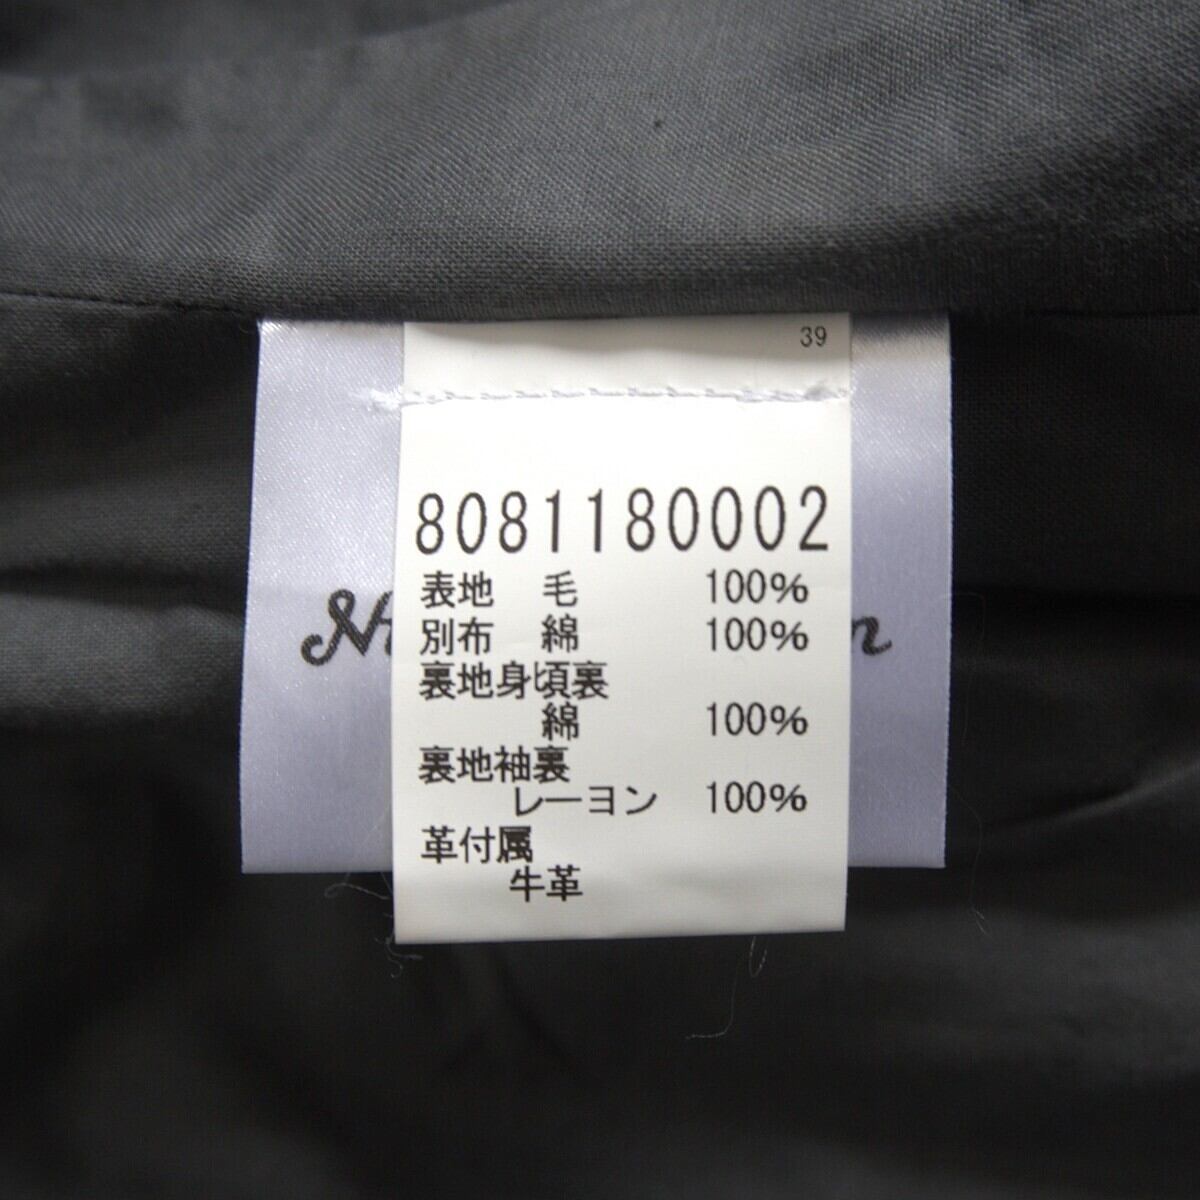 39
8081180002
表地 毛 100%
別布 綿 100%
裏地身頃裏
綿 100%
裏地袖裏
レーヨン 100%
革付属
牛革